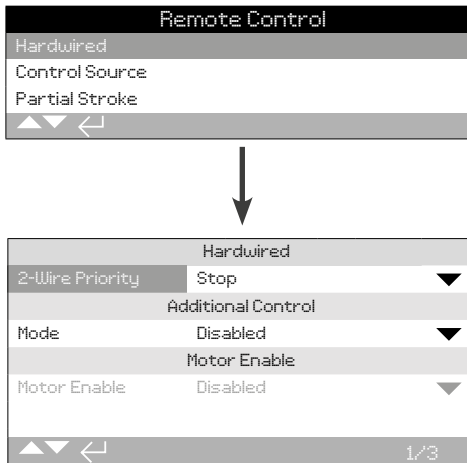 Remote Control
Hardwired
Control Source
Partial Stroke
Hardwired
2-Wire Priority Stop
Additional Control
Mode Disabled
Motor Enable
Motor Enable Disabled
1/3